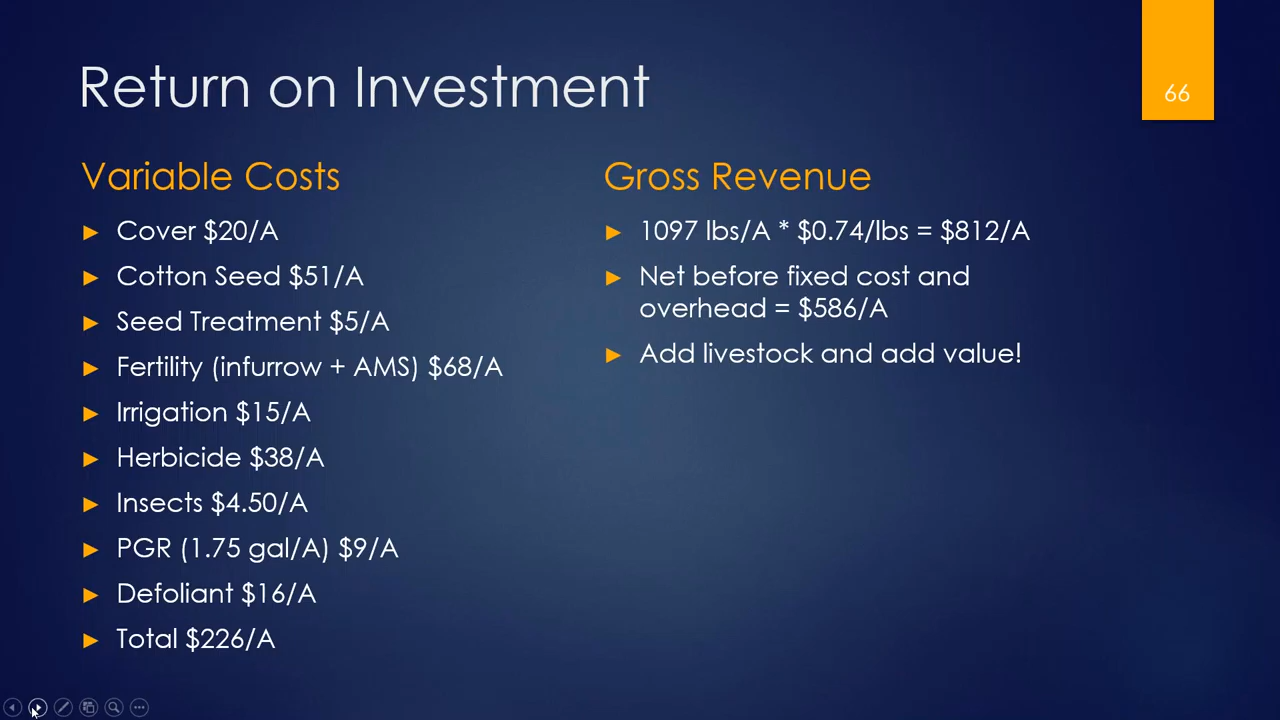 Return on Investment
66
Variable Costs
Cover $20/A
Cotton Seed $51/A
Seed Treatment $5/A
Fertility (infurrow + AMS) $68/A
Irrigation $15/A
Herbicide $38/A
Insects $4.50/A
PGR (1.75 gal/A) $9/A
Defoliant $16/A
Total $226/A
Gross Revenue
1097 lbs/A * $0.74/lbs = $812/A
Net before fixed cost and
overhead = $586/A
Add livestock and add value!